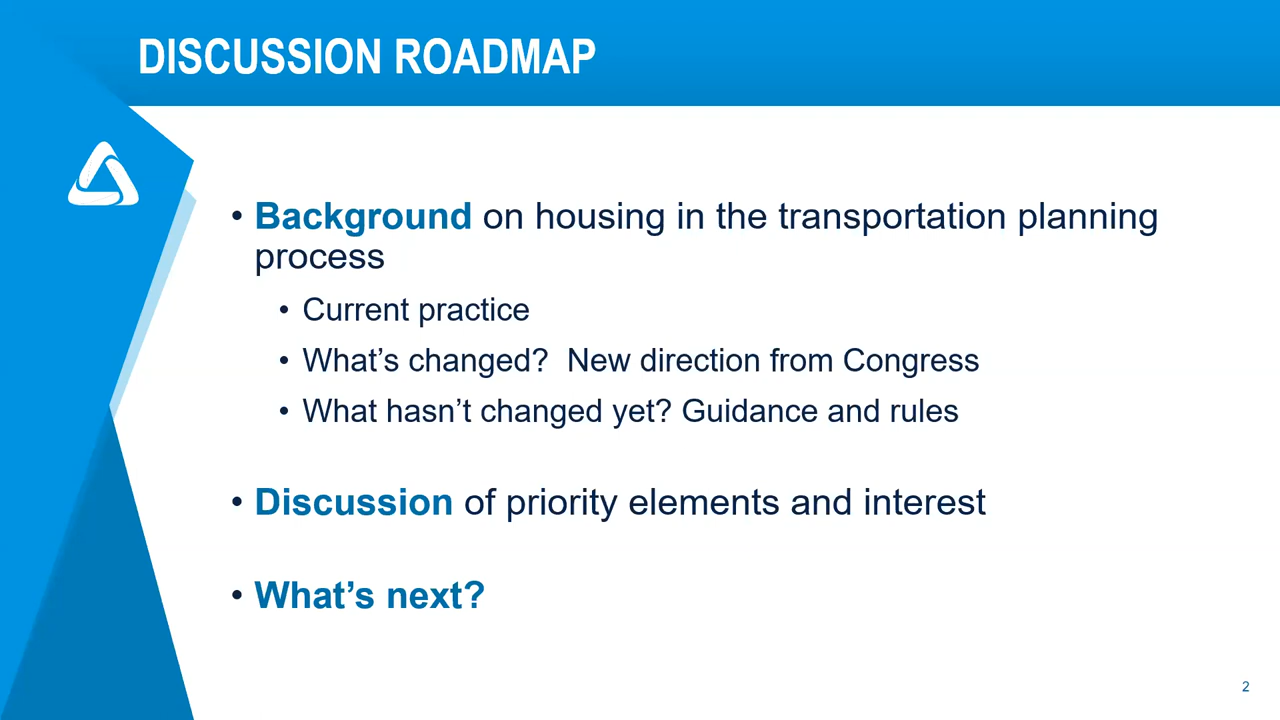 DISCUSSION ROADMAP
• Background on housing in the transportation planning
process
• Current practice
• What’s changed?  New direction from Congress
• What hasn’t changed yet? Guidance and rules
• Discussion of priority elements and interest
• What’s next?
2